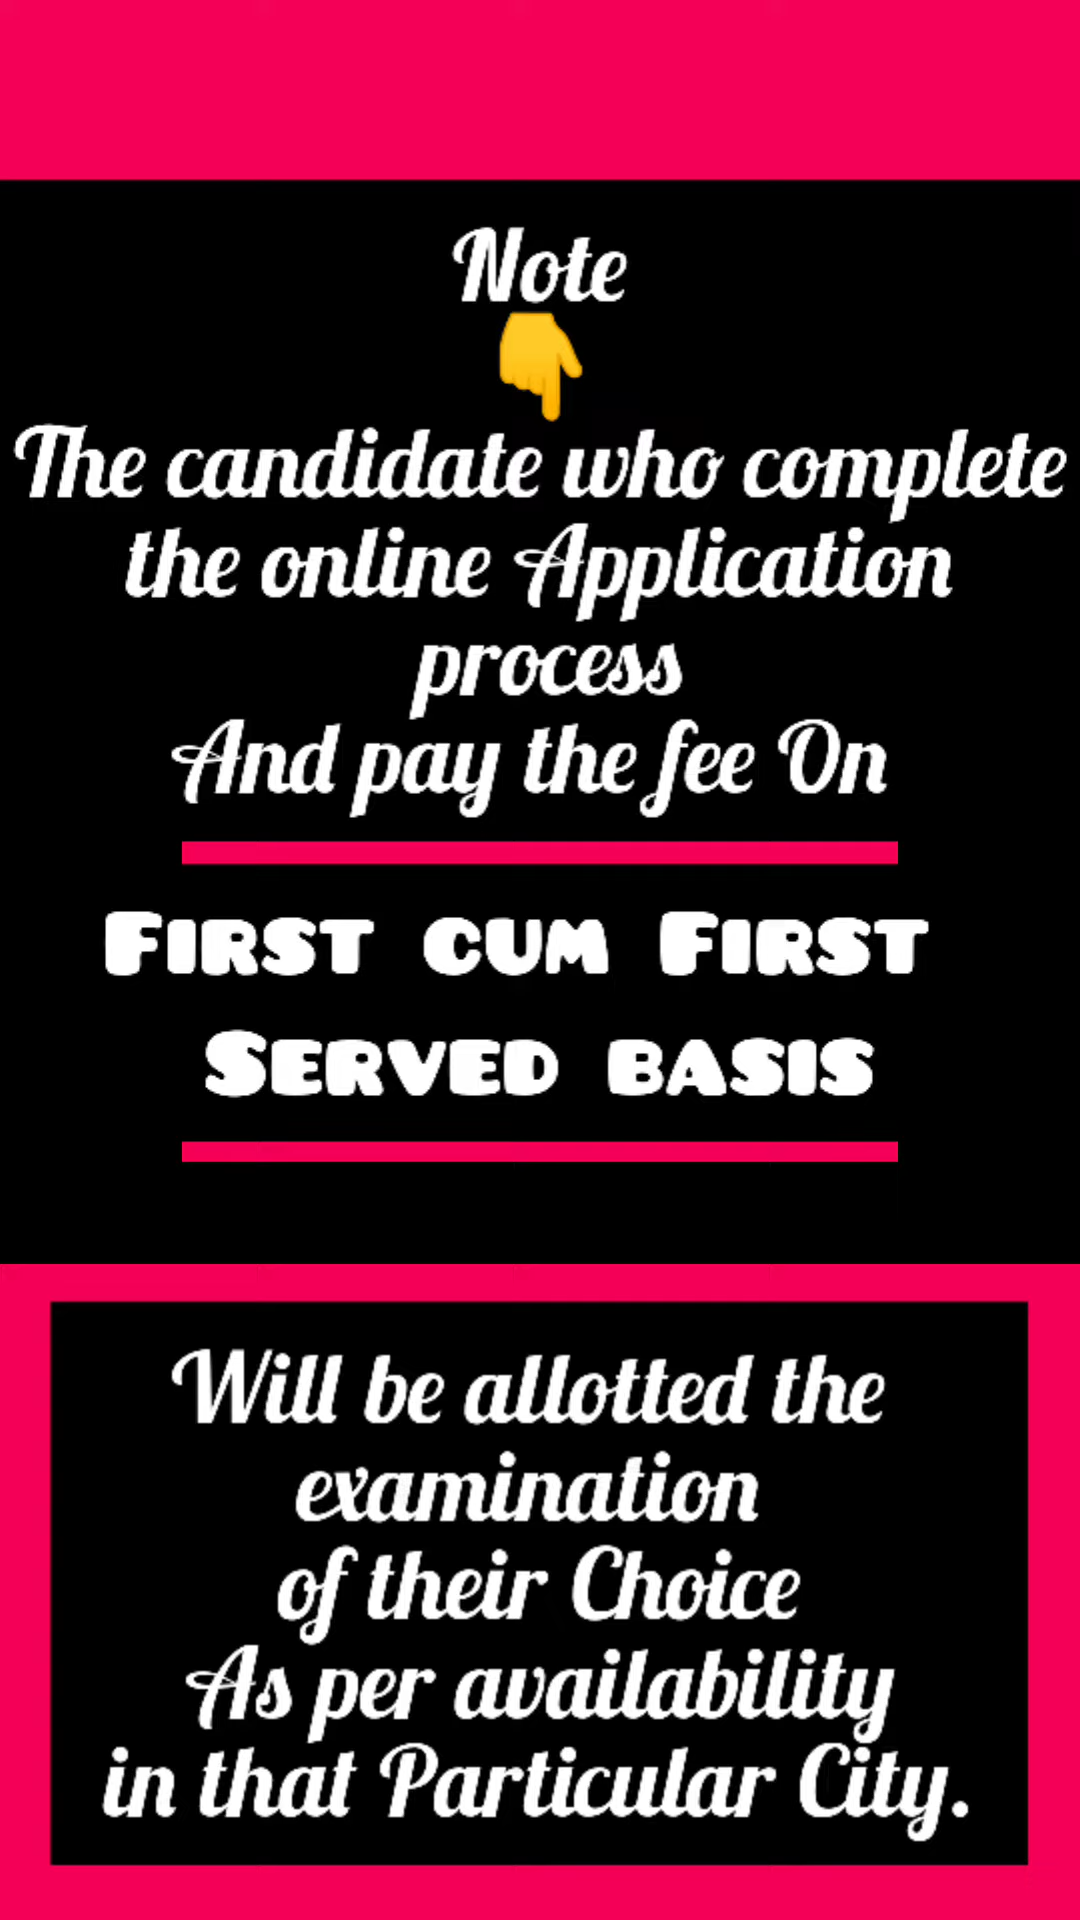 Note
👇
The candidate who complete
the online Application
process
And pay the fee On
First cum First
Served basis
Will be allotted the
examination
of their Choice
As per availability
in that Particular City.